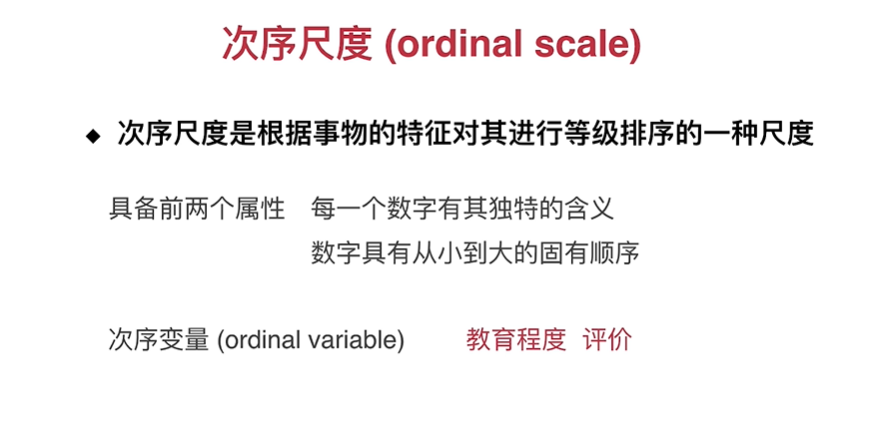 次序尺度 (ordinal scale)
◆ 次序尺度是根据事物的特征对其进行等级排序的一种尺度
具备前两个属性 每一个数字有其独特的含义
数字具有从小到大的固有顺序
次序变量 (ordinal variable) 教育程度 评价